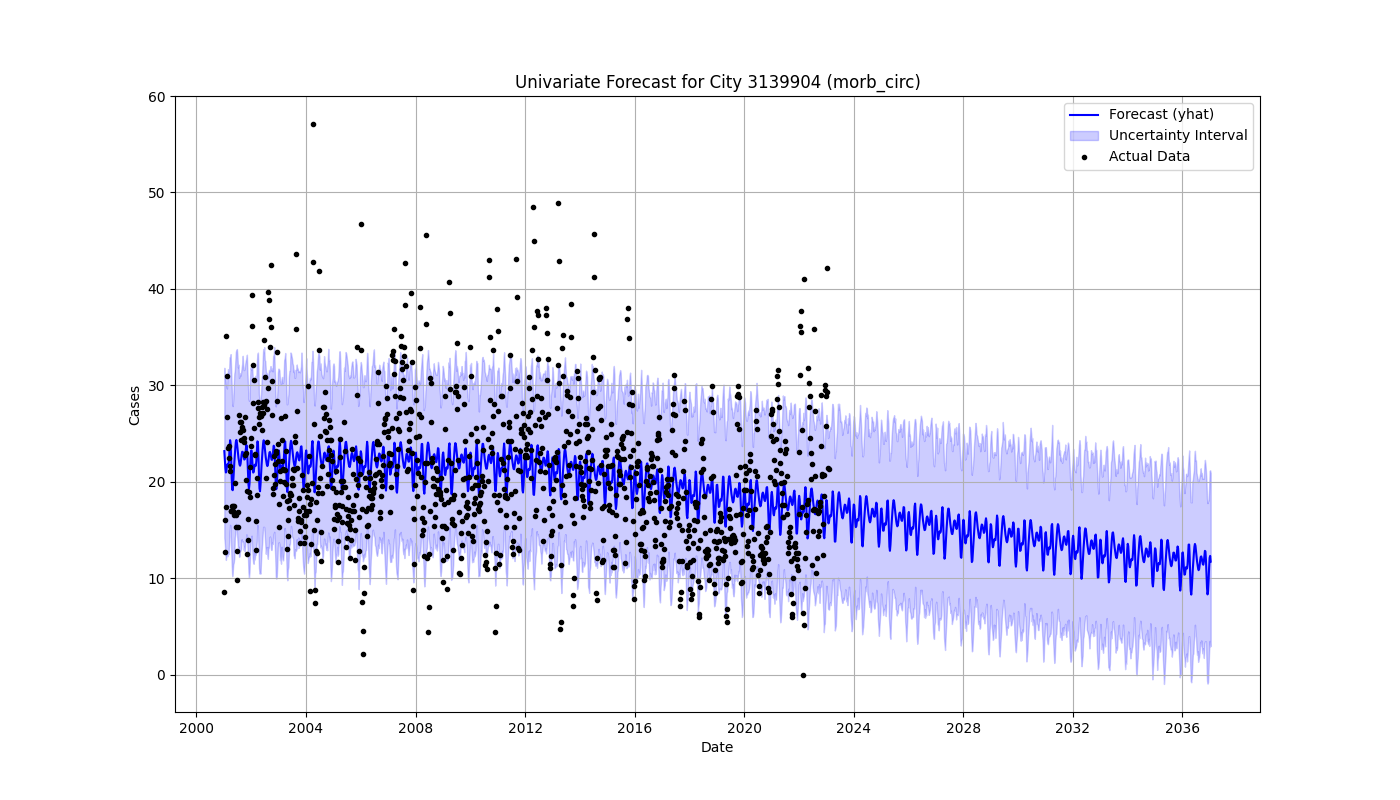 Univariate Forecast for City 3139904 (morb_circ)
Forecast (yhat)
Uncertainty Interval
Actual Data
Cases
60
50
40
30
20
10
0
2000 2004 2008 2012 2016 2020 2024 2028 2032 2036
Date